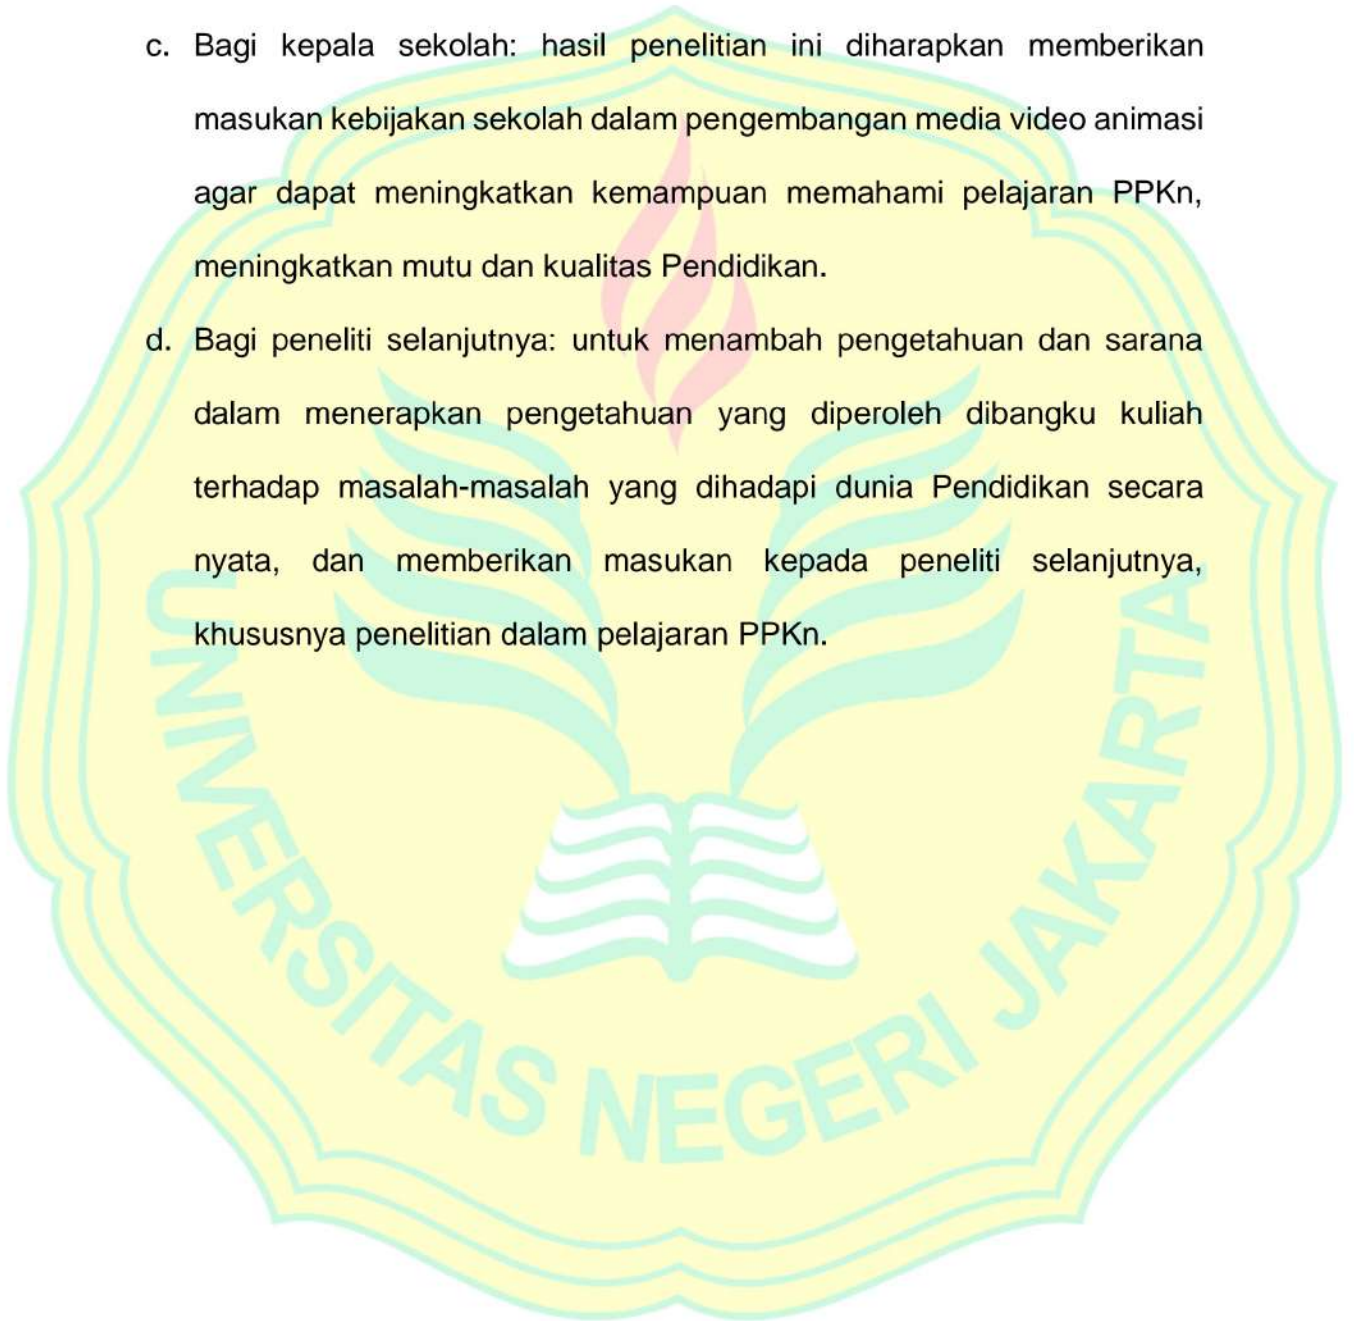 c. Bagi kepala sekolah: hasil penelitian ini diharapkan memberikan
masukan kebijakan sekolah dalam pengembangan media video animasi
agar dapat meningkatkan kemampuan memahami pelajaran PPKn,
meningkatkan mutu dan kualitas Pendidikan.
d. Bagi peneliti selanjutnya: untuk menambah pengetahuan dan sarana
dalam menerapkan pengetahuan yang diperoleh dibangku kuliah
terhadap masalah-masalah yang dihadapi dunia Pendidikan secara
nyata, dan memberikan masukan kepada peneliti selanjutnya,
khususnya penelitian dalam pelajaran PPKn.
UNIVERSITAS NEGERI JAKARTA